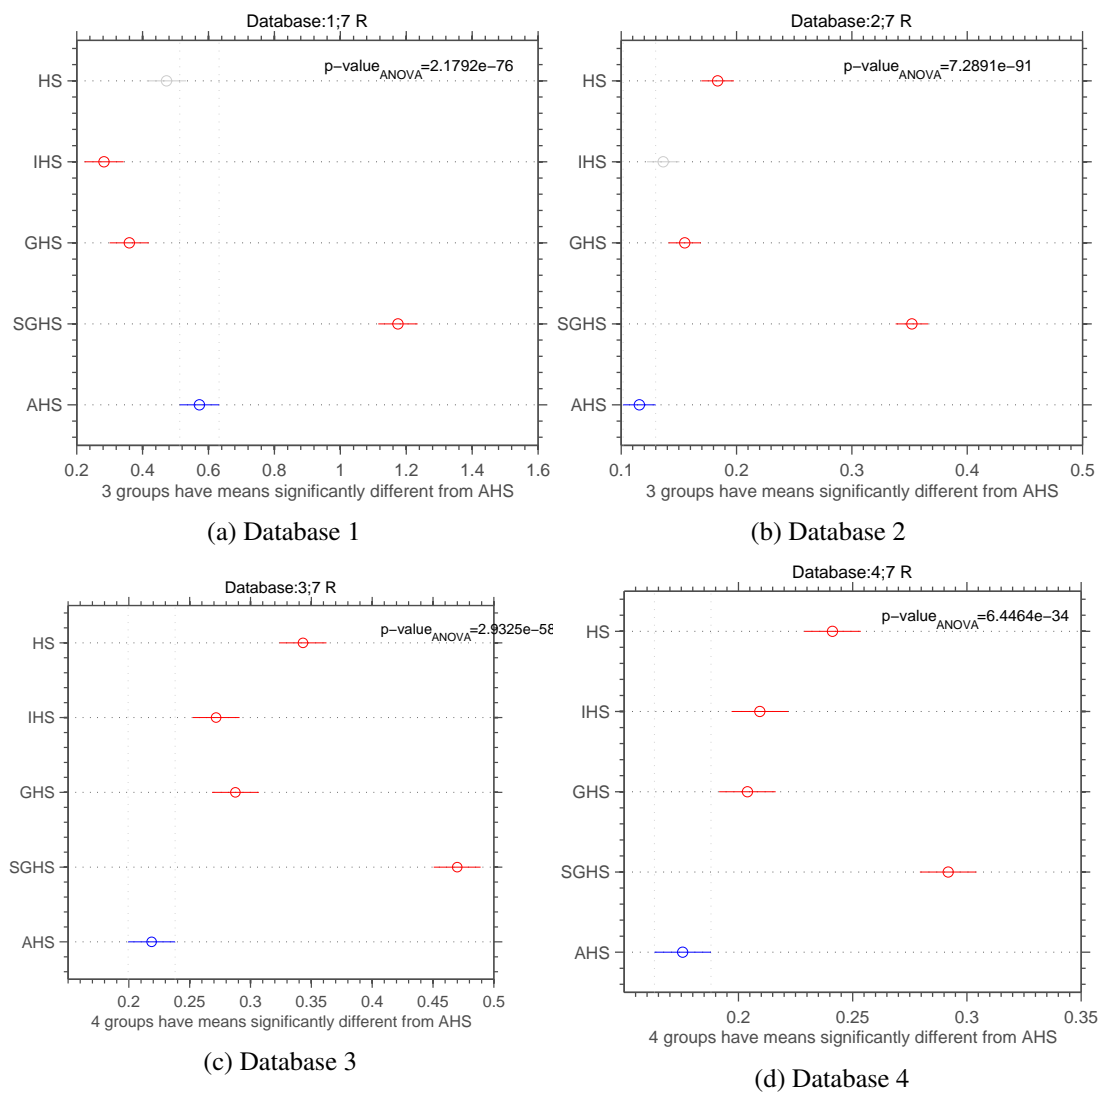 Database:1;7 R
p−value_ANOVA=2.1792e−76
HS
IHS
GHS
SGHS
AHS
0.2 0.4 0.6 0.8 1 1.2 1.4 1.6
3 groups have means significantly different from AHS
(a) Database 1
Database:2;7 R
p−value_ANOVA=7.2891e−91
HS
IHS
GHS
SGHS
AHS
0.1 0.2 0.3 0.4 0.5
3 groups have means significantly different from AHS
(b) Database 2
Database:3;7 R
p−value_ANOVA=2.9325e−58
HS
IHS
GHS
SGHS
AHS
0.2 0.25 0.3 0.35 0.4 0.45 0.5
4 groups have means significantly different from AHS
(c) Database 3
Database:4;7 R
p−value_ANOVA=6.4464e−34
HS
IHS
GHS
SGHS
AHS
0.2 0.25 0.3 0.35
4 groups have means significantly different from AHS
(d) Database 4